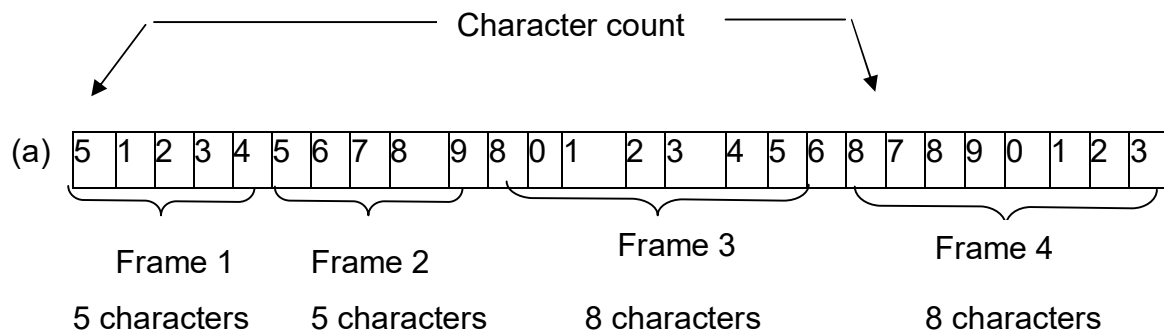 Character count
(a) 5 1 2 3 4 5 6 7 8 9 8 0 1 2 3 4 5 6 8 7 8 9 0 1 2 3
Frame 1 Frame 2 Frame 3 Frame 4
5 characters 5 characters 8 characters 8 characters